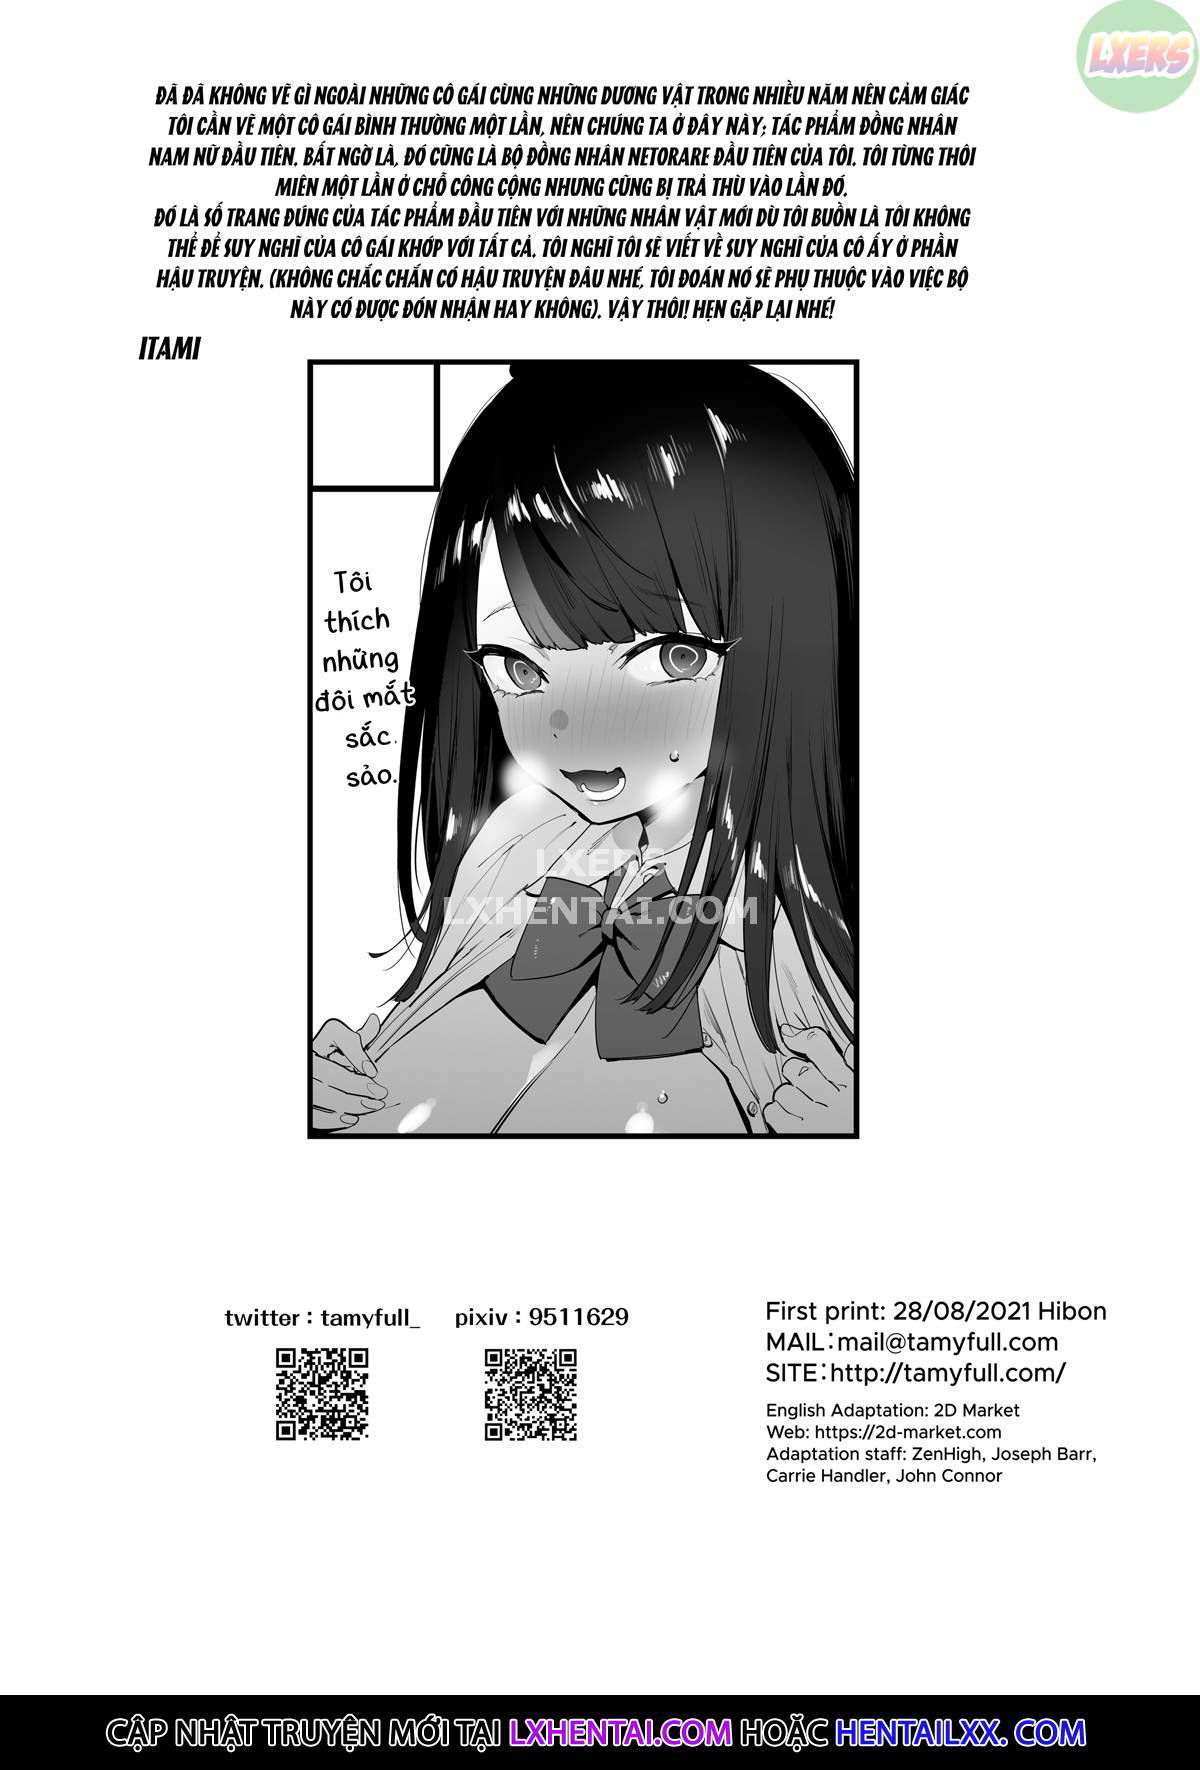 LXERS
ĐÃ ĐÃ KHÔNG VẼ GÌ NGOÀI NHỮNG CÔ GÁI CÙNG NHỮNG DƯƠNG VẬT TRONG NHIỀU NĂM NÊN CẢM GIÁC
TÔI CẦN VẼ MỘT CÔ GÁI BÌNH THƯỜNG MỘT LẦN, NÊN CHÚNG TA Ở ĐÂY NÀY; TÁC PHẨM ĐỒNG NHÂN
NAM NỮ ĐẦU TIÊN. BẤT NGỜ LÀ, ĐÓ CŨNG LÀ BỘ ĐỒNG NHÂN NETORARE ĐẦU TIÊN CỦA TÔI. TÔI TỪNG THÔI
MIÊN MỘT LẦN Ở CHỖ CÔNG CỘNG NHƯNG CŨNG BỊ TRẢ THÙ VÀO LẦN ĐÓ.
ĐÓ LÀ SỐ TRANG ĐÚNG CỦA TÁC PHẨM ĐẦU TIÊN VỚI NHỮNG NHÂN VẬT MỚI DÙ TÔI BUỒN LÀ TÔI KHÔNG
THỂ ĐỂ SUY NGHĨ CỦA CÔ GÁI KHỚP VỚI TẤT CẢ. TÔI NGHĨ TÔI SẼ VIẾT VỀ SUY NGHĨ CỦA CÔ ẤY Ở PHẦN
HẬU TRUYỆN. (KHÔNG CHẮC CHẮN CÓ HẬU TRUYỆN ĐÂU NHÉ, TÔI ĐOÁN NÓ SẼ PHỤ THUỘC VÀO VIỆC BỘ
NÀY CÓ ĐƯỢC ĐÓN NHẬN HAY KHÔNG). VẬY THÔI! HẸN GẶP LẠI NHÉ!
ITAMI
Tôi
thích
những
đôi mắt
sắc
sảo.
LXERS
LXHENTAI.COM
twitter : tamyfull_ pixiv : 9511629
First print: 28/08/2021 Hibon
MAIL:mail@tamyfull.com
SITE:http://tamyfull.com/
English Adaptation: 2D Market
Web: https://2d-market.com
Adaptation staff: ZenHigh, Joseph Barr,
Carrie Handler, John Connor
CẬP NHẬT TRUYỆN MỚI TẠI LXHENTAI.COM HOẶC HENTAILXX. COM